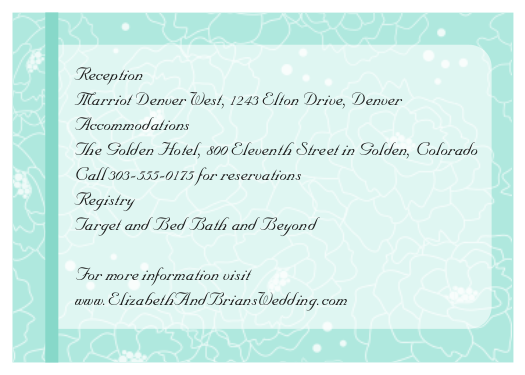 Reception
Marriot Denver West, 1243 Elton Drive, Denver
Accommodations
The Golden Hotel, 800 Eleventh Street in Golden, Colorado
Call 303-555-0175 for reservations
Registry
Target and Bed Bath and Beyond
For more information visit
www.ElizabethAndBriansWedding.com